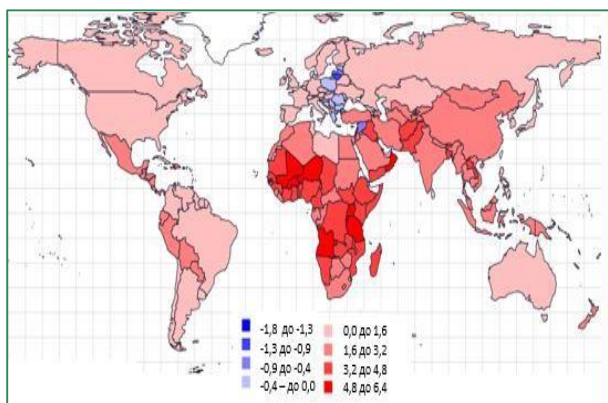 -1,8 до -1,3
-1,3 до -0,9
-0,9 до -0,4
-0,4 – до 0,0
0,0 до 1,6
1,6 до 3,2
3,2 до 4,8
4,8 до 6,4